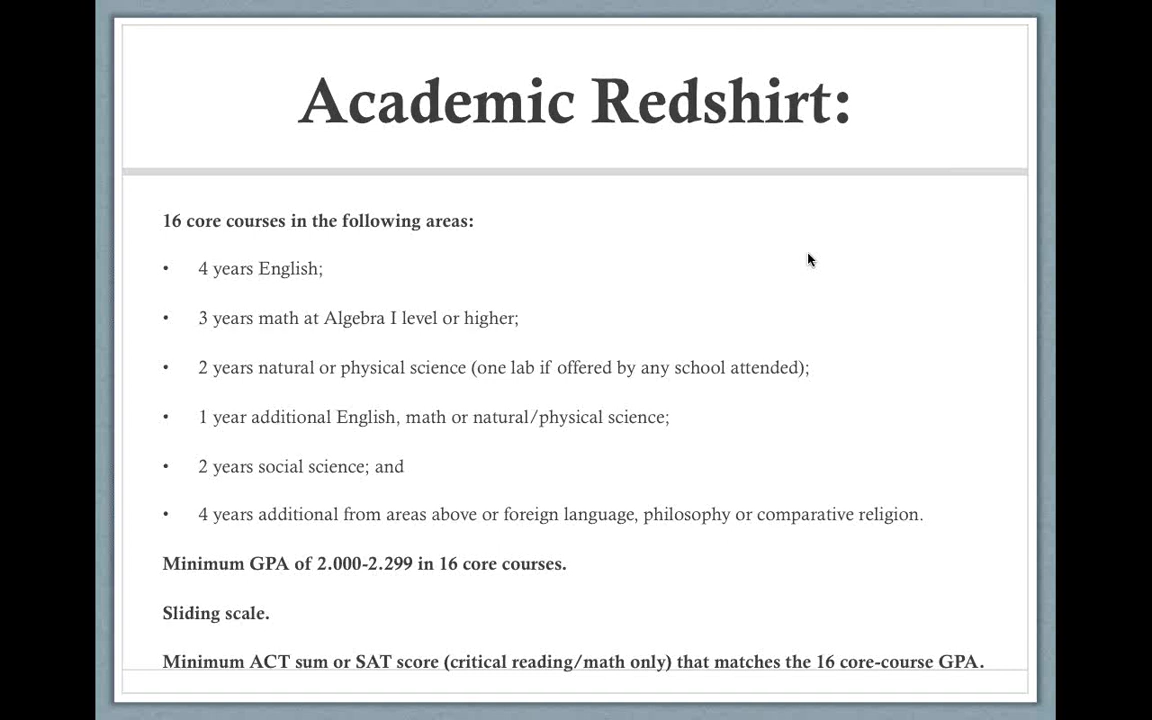 Academic Redshirt:
16 core courses in the following areas:
• 4 years English;
• 3 years math at Algebra I level or higher;
• 2 years natural or physical science (one lab if offered by any school attended);
• 1 year additional English, math or natural/physical science;
• 2 years social science; and
• 4 years additional from areas above or foreign language, philosophy or comparative religion.
Minimum GPA of 2.000-2.299 in 16 core courses.
Sliding scale.
Minimum ACT sum or SAT score (critical reading/math only) that matches the 16 core-course GPA.